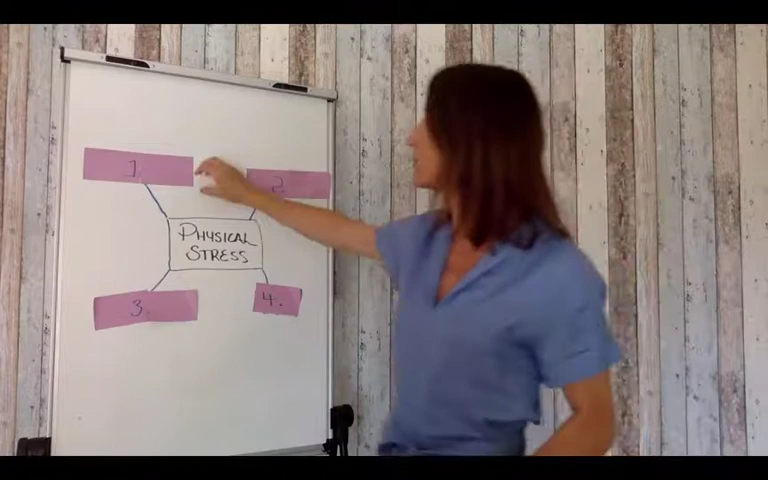 1
2
PHYSICAL
STRESS
3.
4.